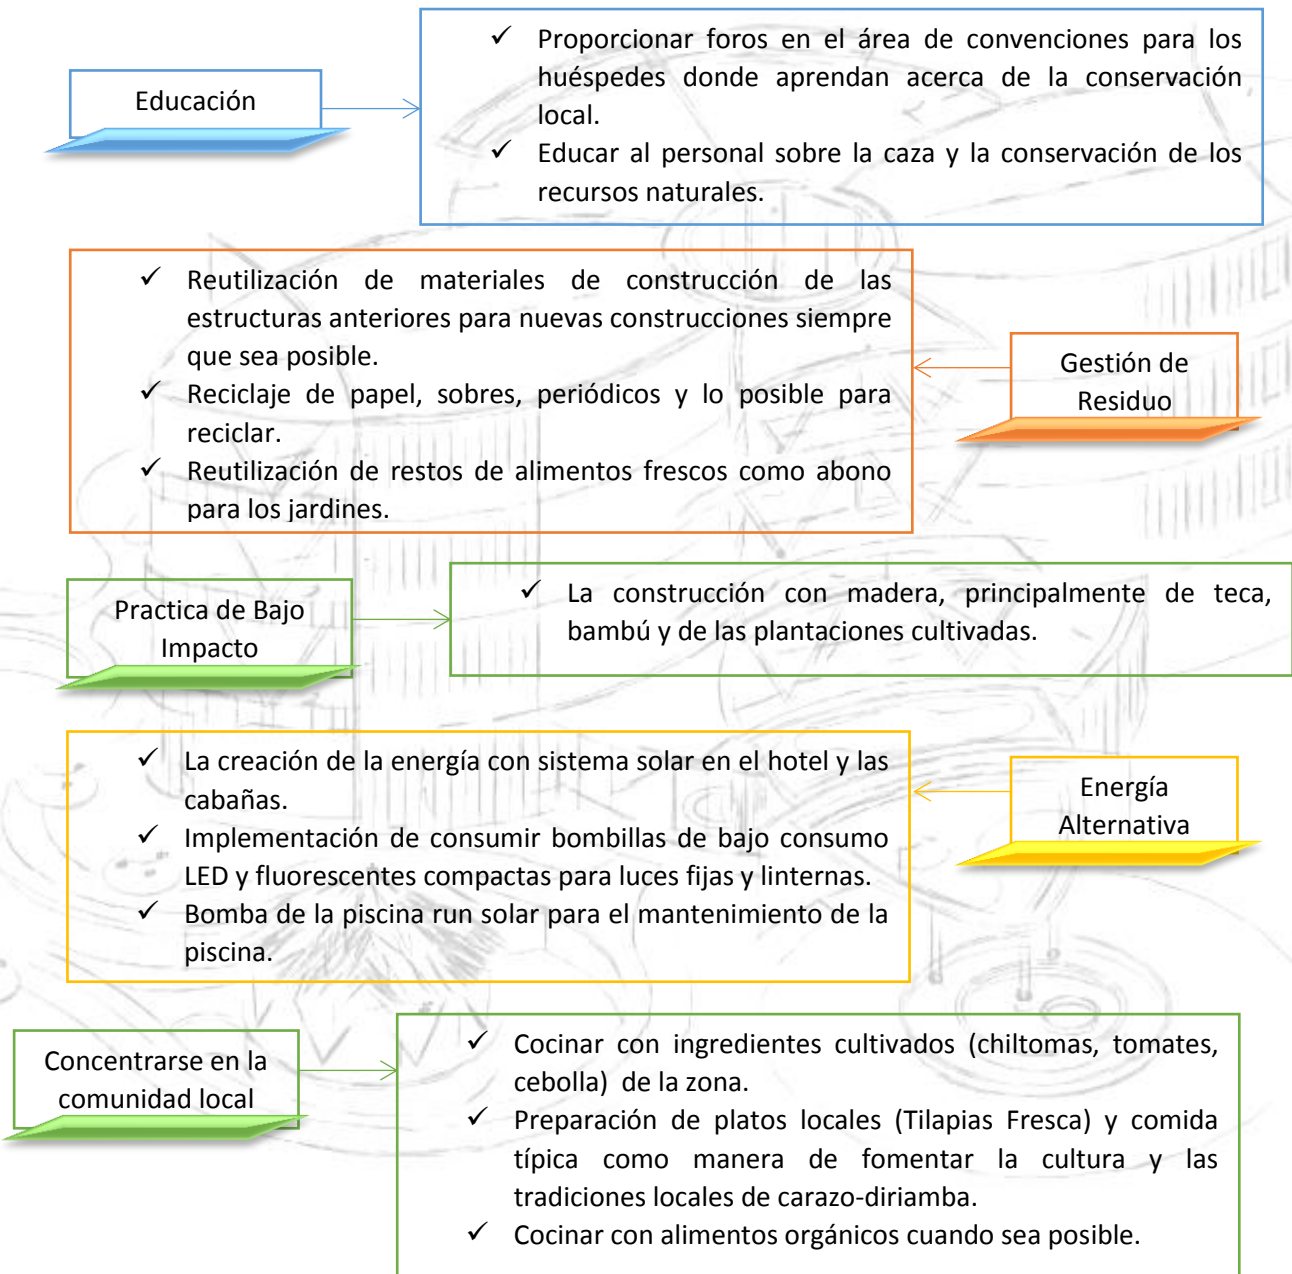 Educación
✓ Proporcionar foros en el área de convenciones para los
huéspedes donde aprendan acerca de la conservación
local.
✓ Educar al personal sobre la caza y la conservación de los
recursos naturales.
✓ Reutilización de materiales de construcción de las
estructuras anteriores para nuevas construcciones siempre
que sea posible.
✓ Reciclaje de papel, sobres, periódicos y lo posible para
reciclar.
✓ Reutilización de restos de alimentos frescos como abono
para los jardines.
Gestión de
Residuo
Practica de Bajo
Impacto
✓ La construcción con madera, principalmente de teca,
bambú y de las plantaciones cultivadas.
✓ La creación de la energía con sistema solar en el hotel y las
cabañas.
✓ Implementación de consumir bombillas de bajo consumo
LED y fluorescentes compactas para luces fijas y linternas.
✓ Bomba de la piscina run solar para el mantenimiento de la
piscina.
Energía
Alternativa
Concentrarse en la
comunidad local
✓ Cocinar con ingredientes cultivados (chiltomas, tomates,
cebolla) de la zona.
✓ Preparación de platos locales (Tilapias Fresca) y comida
típica como manera de fomentar la cultura y las
tradiciones locales de carazo-diriamba.
✓ Cocinar con alimentos orgánicos cuando sea posible.